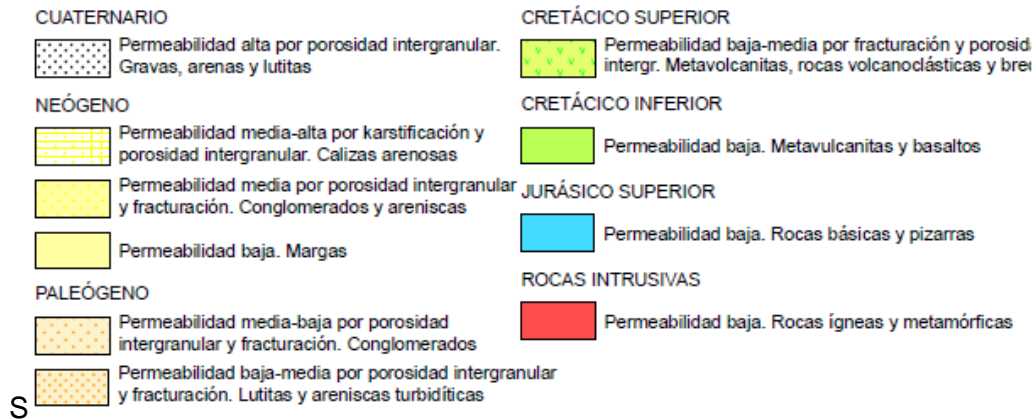 CUATERNARIO
Permeabilidad alta por porosidad intergranular.
Gravas, arenas y lutitas
NEÓGENO
Permeabilidad media-alta por karstificación y
porosidad intergranular. Calizas arenosas
Permeabilidad media por porosidad intergranular
y fracturación. Conglomerados y areniscas
Permeabilidad baja. Margas
PALEÓGENO
Permeabilidad media-baja por porosidad
intergranular y fracturación. Conglomerados
Permeabilidad baja-media por porosidad intergranular
y fracturación. Lutitas y areniscas turbidíticas
S
CRETÁCICO SUPERIOR
Permeabilidad baja-media por fracturación y porosid
intergr. Metavolcanitas, rocas volcanoclásticas y bre
CRETÁCICO INFERIOR
Permeabilidad baja. Metavulcanitas y basaltos
JURÁSICO SUPERIOR
Permeabilidad baja. Rocas básicas y pizarras
ROCAS INTRUSIVAS
Permeabilidad baja. Rocas ígneas y metamórficas